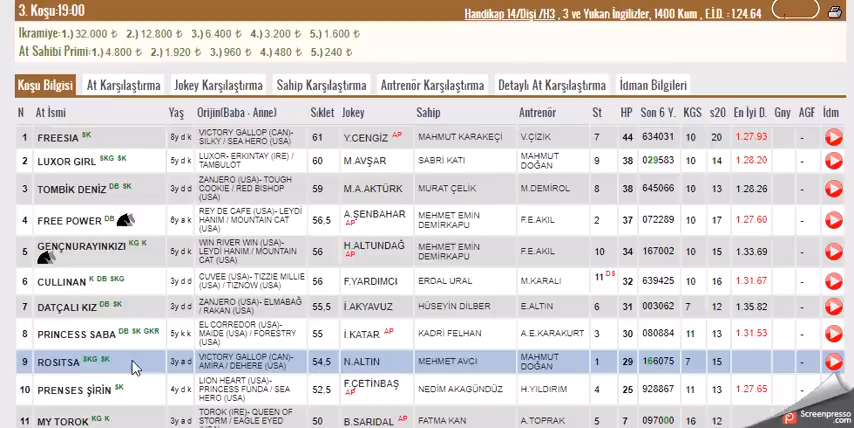 3. Koşu:19:00 Handikap 14/Dişi /H3 , 3 ve Yukarı İngilizler, 1400 Kum , E.İ.D. : 1.24.64
Ikramiye:1.) 32.000 ₺ 2.) 12.800 ₺ 3.) 6.400 ₺ 4.) 3.200 ₺ 5.) 1.600 ₺
At Sahibi Primi:1.) 4.800 ₺ 2.) 1.920 ₺ 3.) 960 ₺ 4.) 480 ₺ 5.) 240 ₺
Koşu Bilgisi At Karşılaştırma Jokey Karşılaştırma Sahip Karşılaştırma Antrenör Karşılaştırma Detaylı At Karşılaştırma İdman Bilgileri
N At İsmi Yaş Orijin(Baba - Anne) Sıklet Jokey Sahip Antrenör St HP Son 6 Y. KGS s20 En İyi D. Gny AGF İdm
1 FREESIA SK 8y d k VICTORY GALLOP (CAN)- SILKY / SEA HERO (USA) 61 Y.CENGİZ AP MAHMUT KARAKEÇİ V.ÇİZİK 7 44 634031 10 20 1.27.93 -
2 LUXOR GIRL SKG SK 5y d k LUXOR- ERKINTAY (IRE) / TAMBULOT 60 M.AVŞAR SABRİ KATI MAHMUT DOĞAN 9 38 029583 10 14 1.28.20 -
3 TOMBİK DENİZ DB SK 3y d d ZANJERO (USA)- TOUGH COOKIE / RED BISHOP (USA) 59 M.A.AKTÜRK MURAT ÇELİK M.DEMİROL 8 38 645066 10 13 1.28.26 -
4 FREE POWER DB 6y a k REY DE CAFE (USA)- LEYDİ HANIM / MOUNTAIN CAT (USA) 56,5 A.ŞENBAHAR AP MEHMET EMİN DEMİRKAPU F.E.AKIL 2 37 072289 10 17 1.27.60 -
5 GENÇNURAYINKIZI KG K 5y d k WIN RIVER WIN (USA)- LEYDİ HANIM / MOUNTAIN CAT (USA) 56 H.ALTUNDAĞ AP MEHMET EMİN DEMİRKAPU F.E.AKIL 10 34 167002 10 15 1.33.69 -
6 CULLINAN K DB SKG 3y d d CUVEE (USA)- TIZZIE MILLIE (USA) / TIZNOW (USA) 56 F.YARDIMCI ERDAL URAL M.KARALI 11 DS 32 639425 10 16 1.31.67 -
7 DATÇALI KIZ DB SK 3y d d ZANJERO (USA)- ELMABAĞ / RAKAN (USA) 55,5 İ.AKYAVUZ HÜSEYİN DİLBER E.ALTIN 6 31 003062 7 12 1.35.82 -
8 PRINCESS SABA DB SK GKR 5y k k EL CORREDOR (USA)- MAIDE (USA) / FORESTRY (USA) 55 İ.KATAR AP KADRİ FELHAN A.E.KARAKURT 3 30 080884 11 13 1.31.53 -
9 ROSITSA SKG SK 3y a d VICTORY GALLOP (CAN)- AMIRA / DEHERE (USA) 54,5 N.ALTIN MEHMET AVCI MAHMUT DOĞAN 1 29 166075 7 15 -
10 PRENSES ŞİRİN SK 4y d k LION HEART (USA)- PRINCESS FUNDA / SEA HERO (USA) 52,5 F.ÇETİNBAŞ AP NEDİM AKAGÜNDÜZ H.YILDIRIM 4 25 928867 11 13 1.27.65 -
11 MY TOROK KG K 5y a d TOROK (IRE)- QUEEN OF STORM / EAGLE EYED 50 B.SARIDAL AP FATMA KAN A.TOPRAK 5 7 097000 16 12
Screenpresso.com